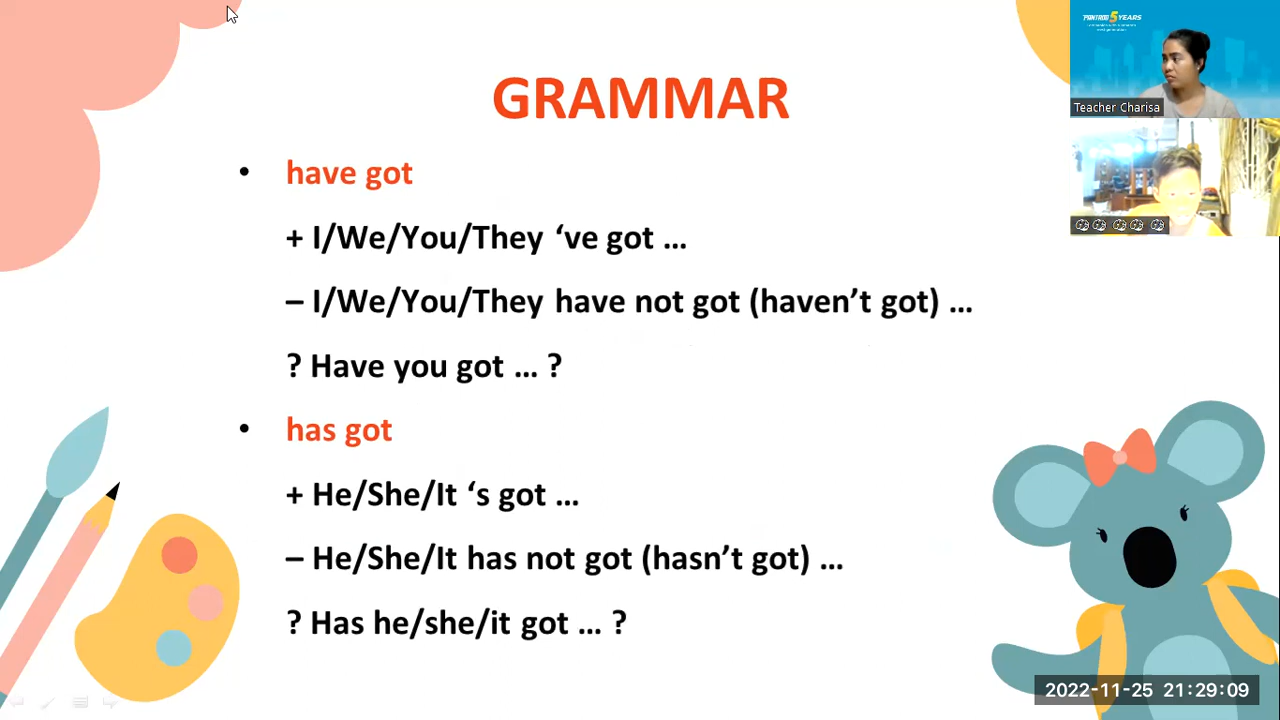 GRAMMAR
• have got
+ I/We/You/They ‘ve got …
– I/We/You/They have not got (haven’t got) …
? Have you got … ?
• has got
+ He/She/It ‘s got …
– He/She/It has not got (hasn’t got) …
? Has he/she/it got … ?
5 YEARS
Teacher Charisa
2022-11-25 21:29:09